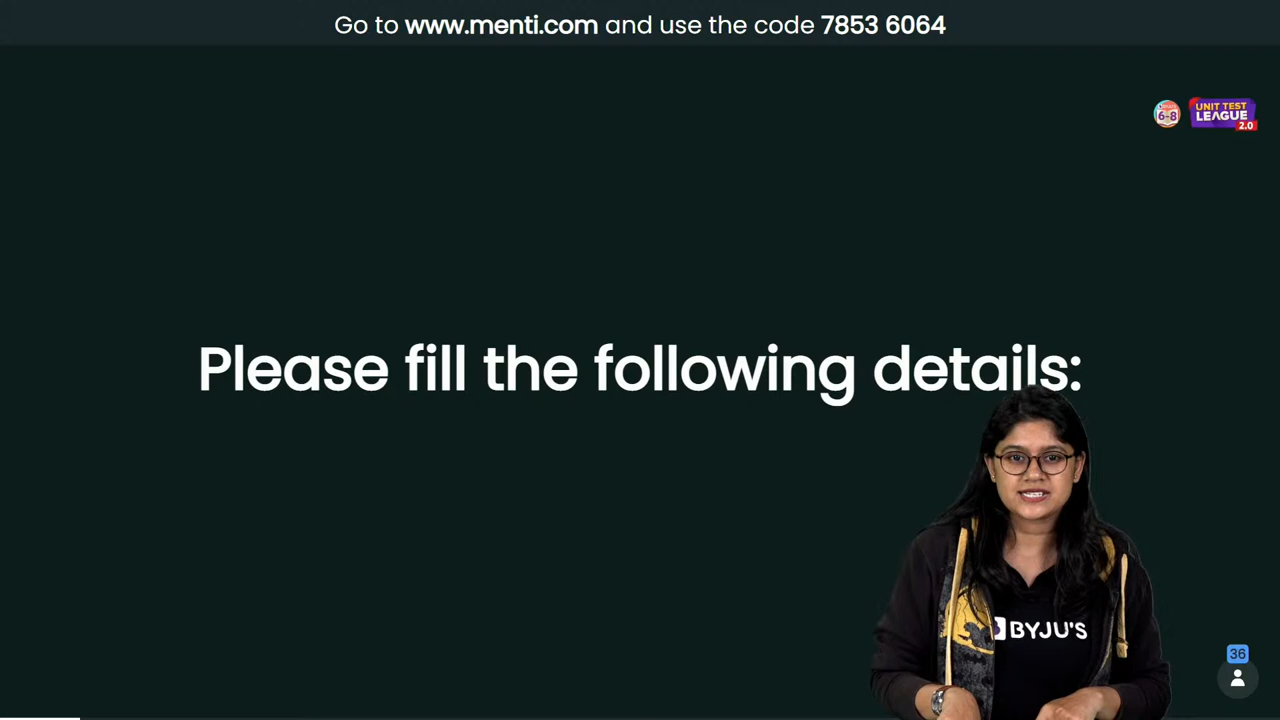 Go to www.menti.com and use the code 7853 6064
6-8
UNIT TEST
LEAGUE
2.0
Please fill the following details:
BYJU'S
36